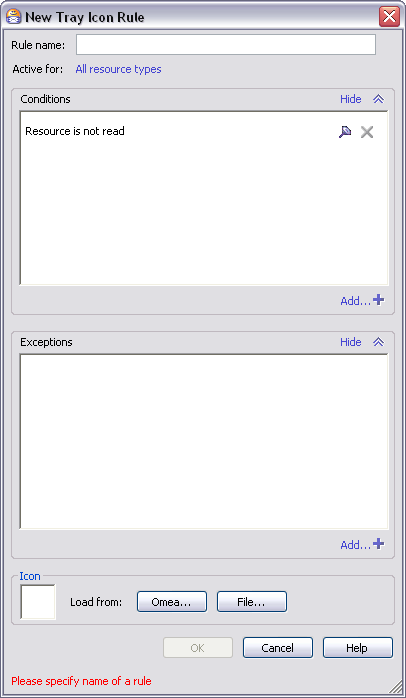 New Tray Icon Rule
Rule name:
Active for: All resource types
Conditions Hide
Resource is not read
Add...
Exceptions Hide
Add...
Icon
Load from: Omea... File...
OK Cancel Help
Please specify name of a rule